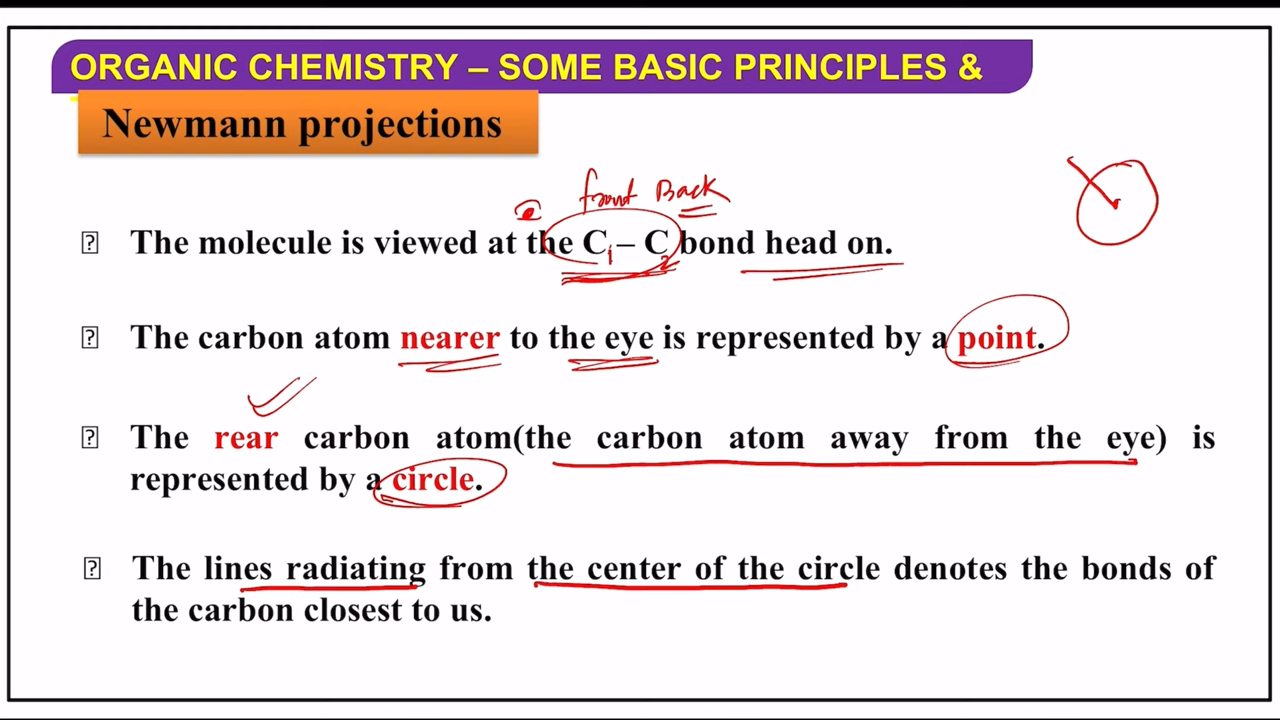 ORGANIC CHEMISTRY – SOME BASIC PRINCIPLES &
Newmann projections
front Back
The molecule is viewed at the C1 – C2 bond head on.
The carbon atom nearer to the eye is represented by a point.
The rear carbon atom(the carbon atom away from the eye) is
represented by a circle.
The lines radiating from the center of the circle denotes the bonds of
the carbon closest to us.